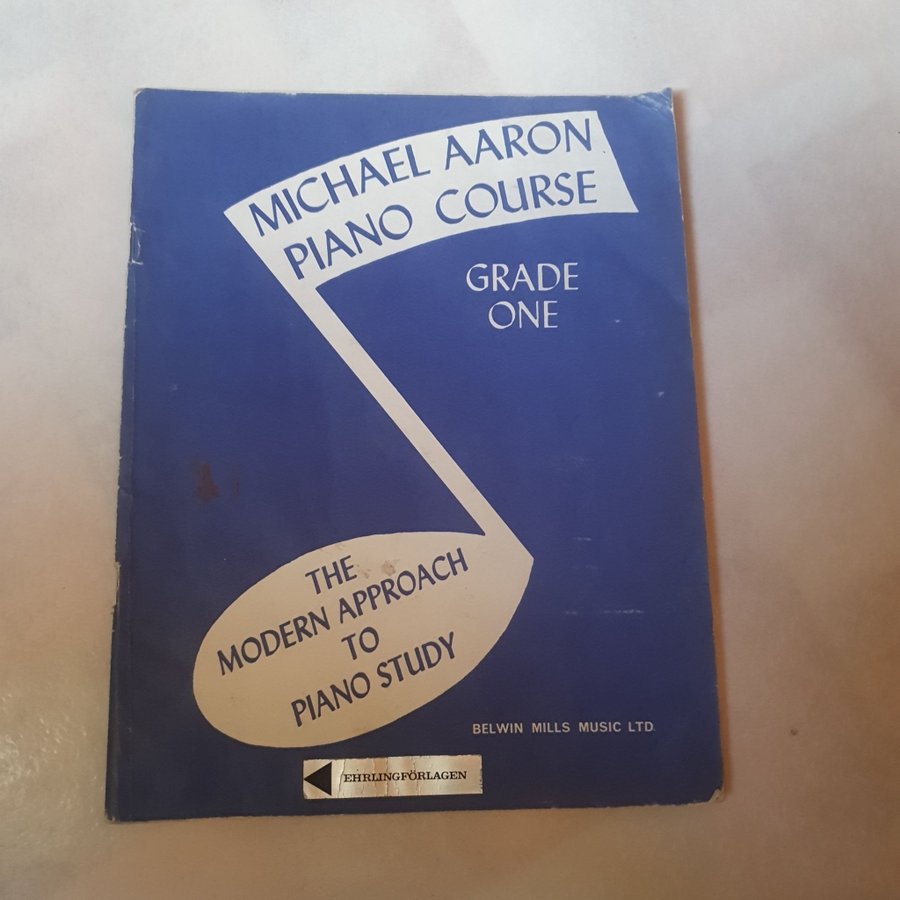 MICHAEL AARON
PIANO COURSE
GRADE
ONE
THE
MODERN APPROACH
TO
PIANO STUDY
BELWIN MILLS MUSIC LTD.
EHRLINGFÖRLAGEN